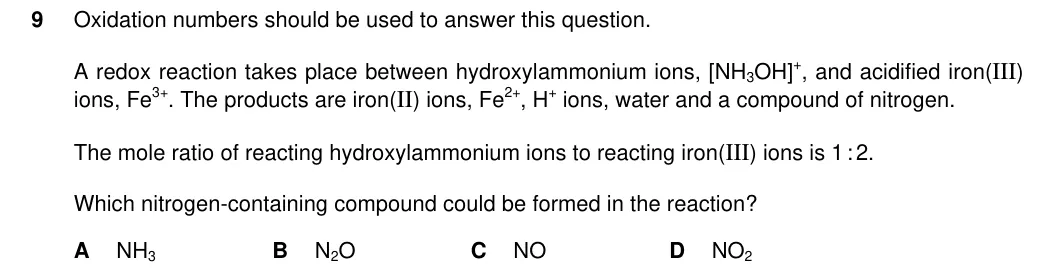 9 Oxidation numbers should be used to answer this question.
A redox reaction takes place between hydroxylammonium ions, [NH₃OH]⁺, and acidified iron(III)
ions, Fe³⁺. The products are iron(II) ions, Fe²⁺, H⁺ ions, water and a compound of nitrogen.
The mole ratio of reacting hydroxylammonium ions to reacting iron(III) ions is 1 : 2.
Which nitrogen-containing compound could be formed in the reaction?
A NH₃ B N₂O C NO D NO₂